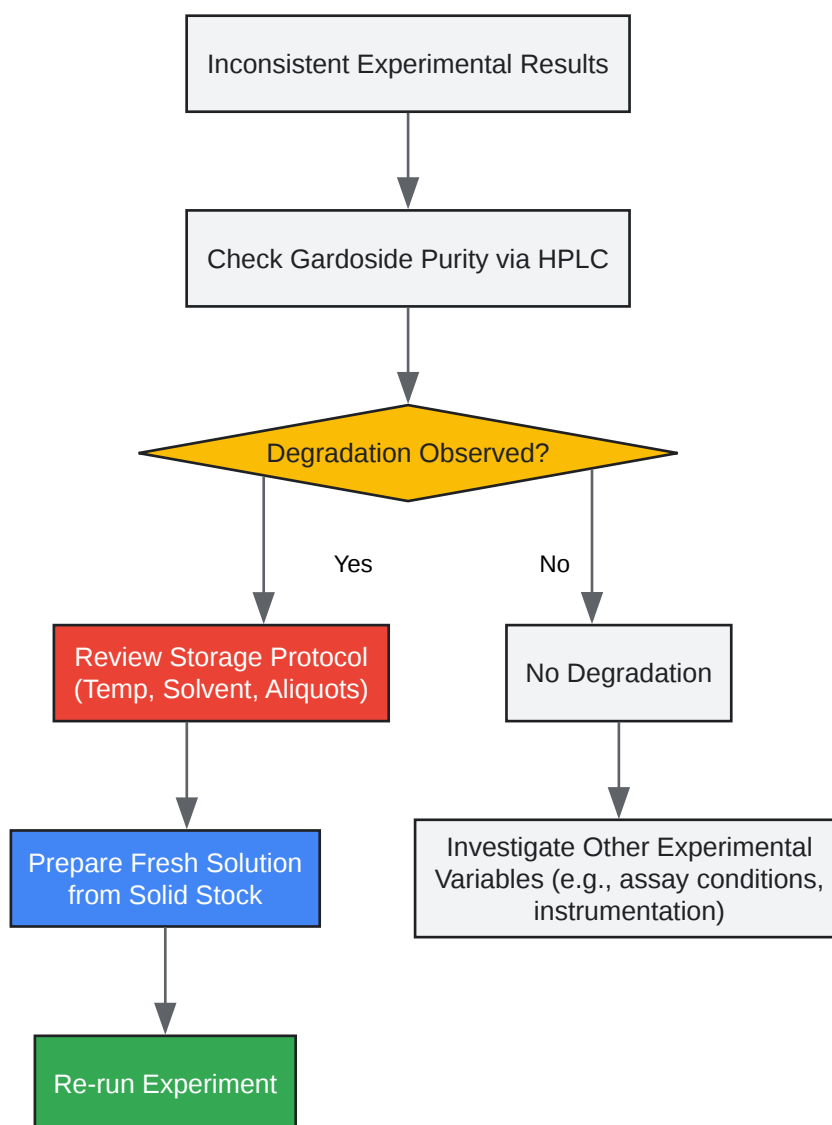 Inconsistent Experimental Results
Check Gardoside Purity via HPLC
Degradation Observed?
Yes
No
Review Storage Protocol
(Temp, Solvent, Aliquots)
No Degradation
Prepare Fresh Solution
from Solid Stock
Investigate Other Experimental
Variables (e.g., assay conditions,
instrumentation)
Re-run Experiment